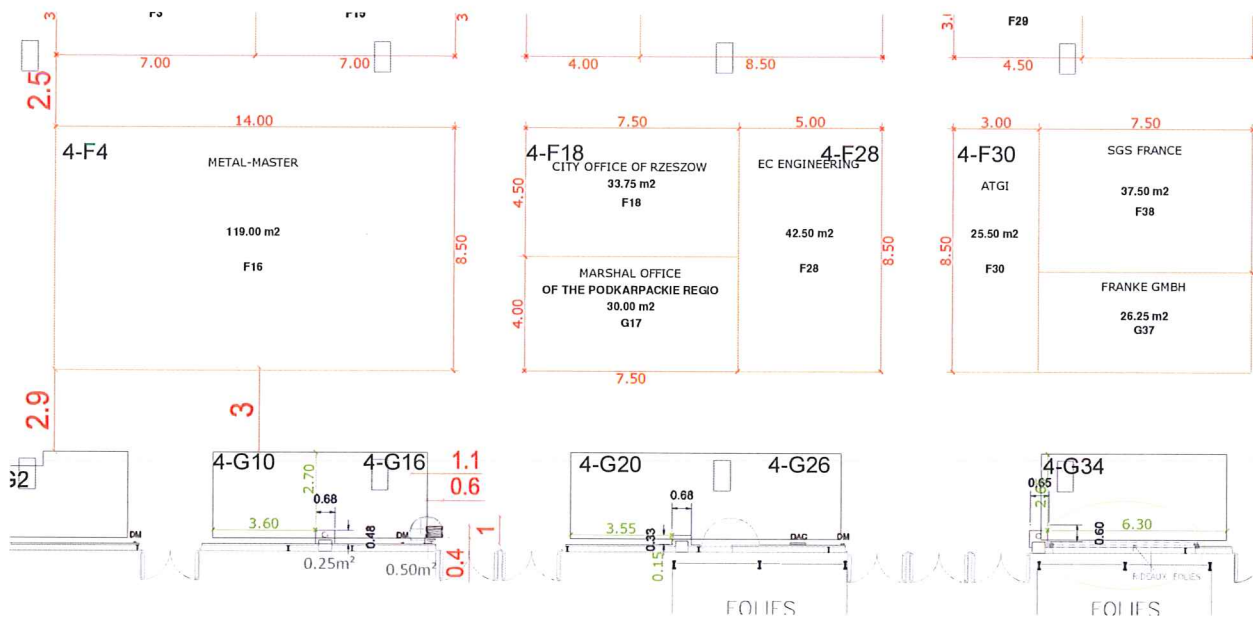 3
F3
F19
3
F29
7.00
7.00
4.00
8.50
4.50
2.5
14.00
7.50
5.00
3.00
7.50
4-F4
METAL-MASTER
119.00 m2
F16
8.50
4-F18
CITY OFFICE OF RZESZOW
33.75 m2
F18
4.50
MARSHAL OFFICE
OF THE PODKARPACKIE REGIO
30.00 m2
G17
4.00
7.50
4-F28
EC ENGINEERING
42.50 m2
F28
8.50
4-F30
ATGI
25.50 m2
F30
8.50
SGS FRANCE
37.50 m2
F38
FRANKE GMBH
26.25 m2
G37
2.9
3
G2
DM
4-G10
4-G16
2.70
0.68
3.60
0.48
DM
0.25m²
0.50m²
1.1
0.6
1
0.4
4-G20
4-G26
0.68
3.55
0.33
0.15
DAC
DM
FOLIES
4-G34
0.65
0.60
6.30
RIDEAUX FOLIES
FOLIES